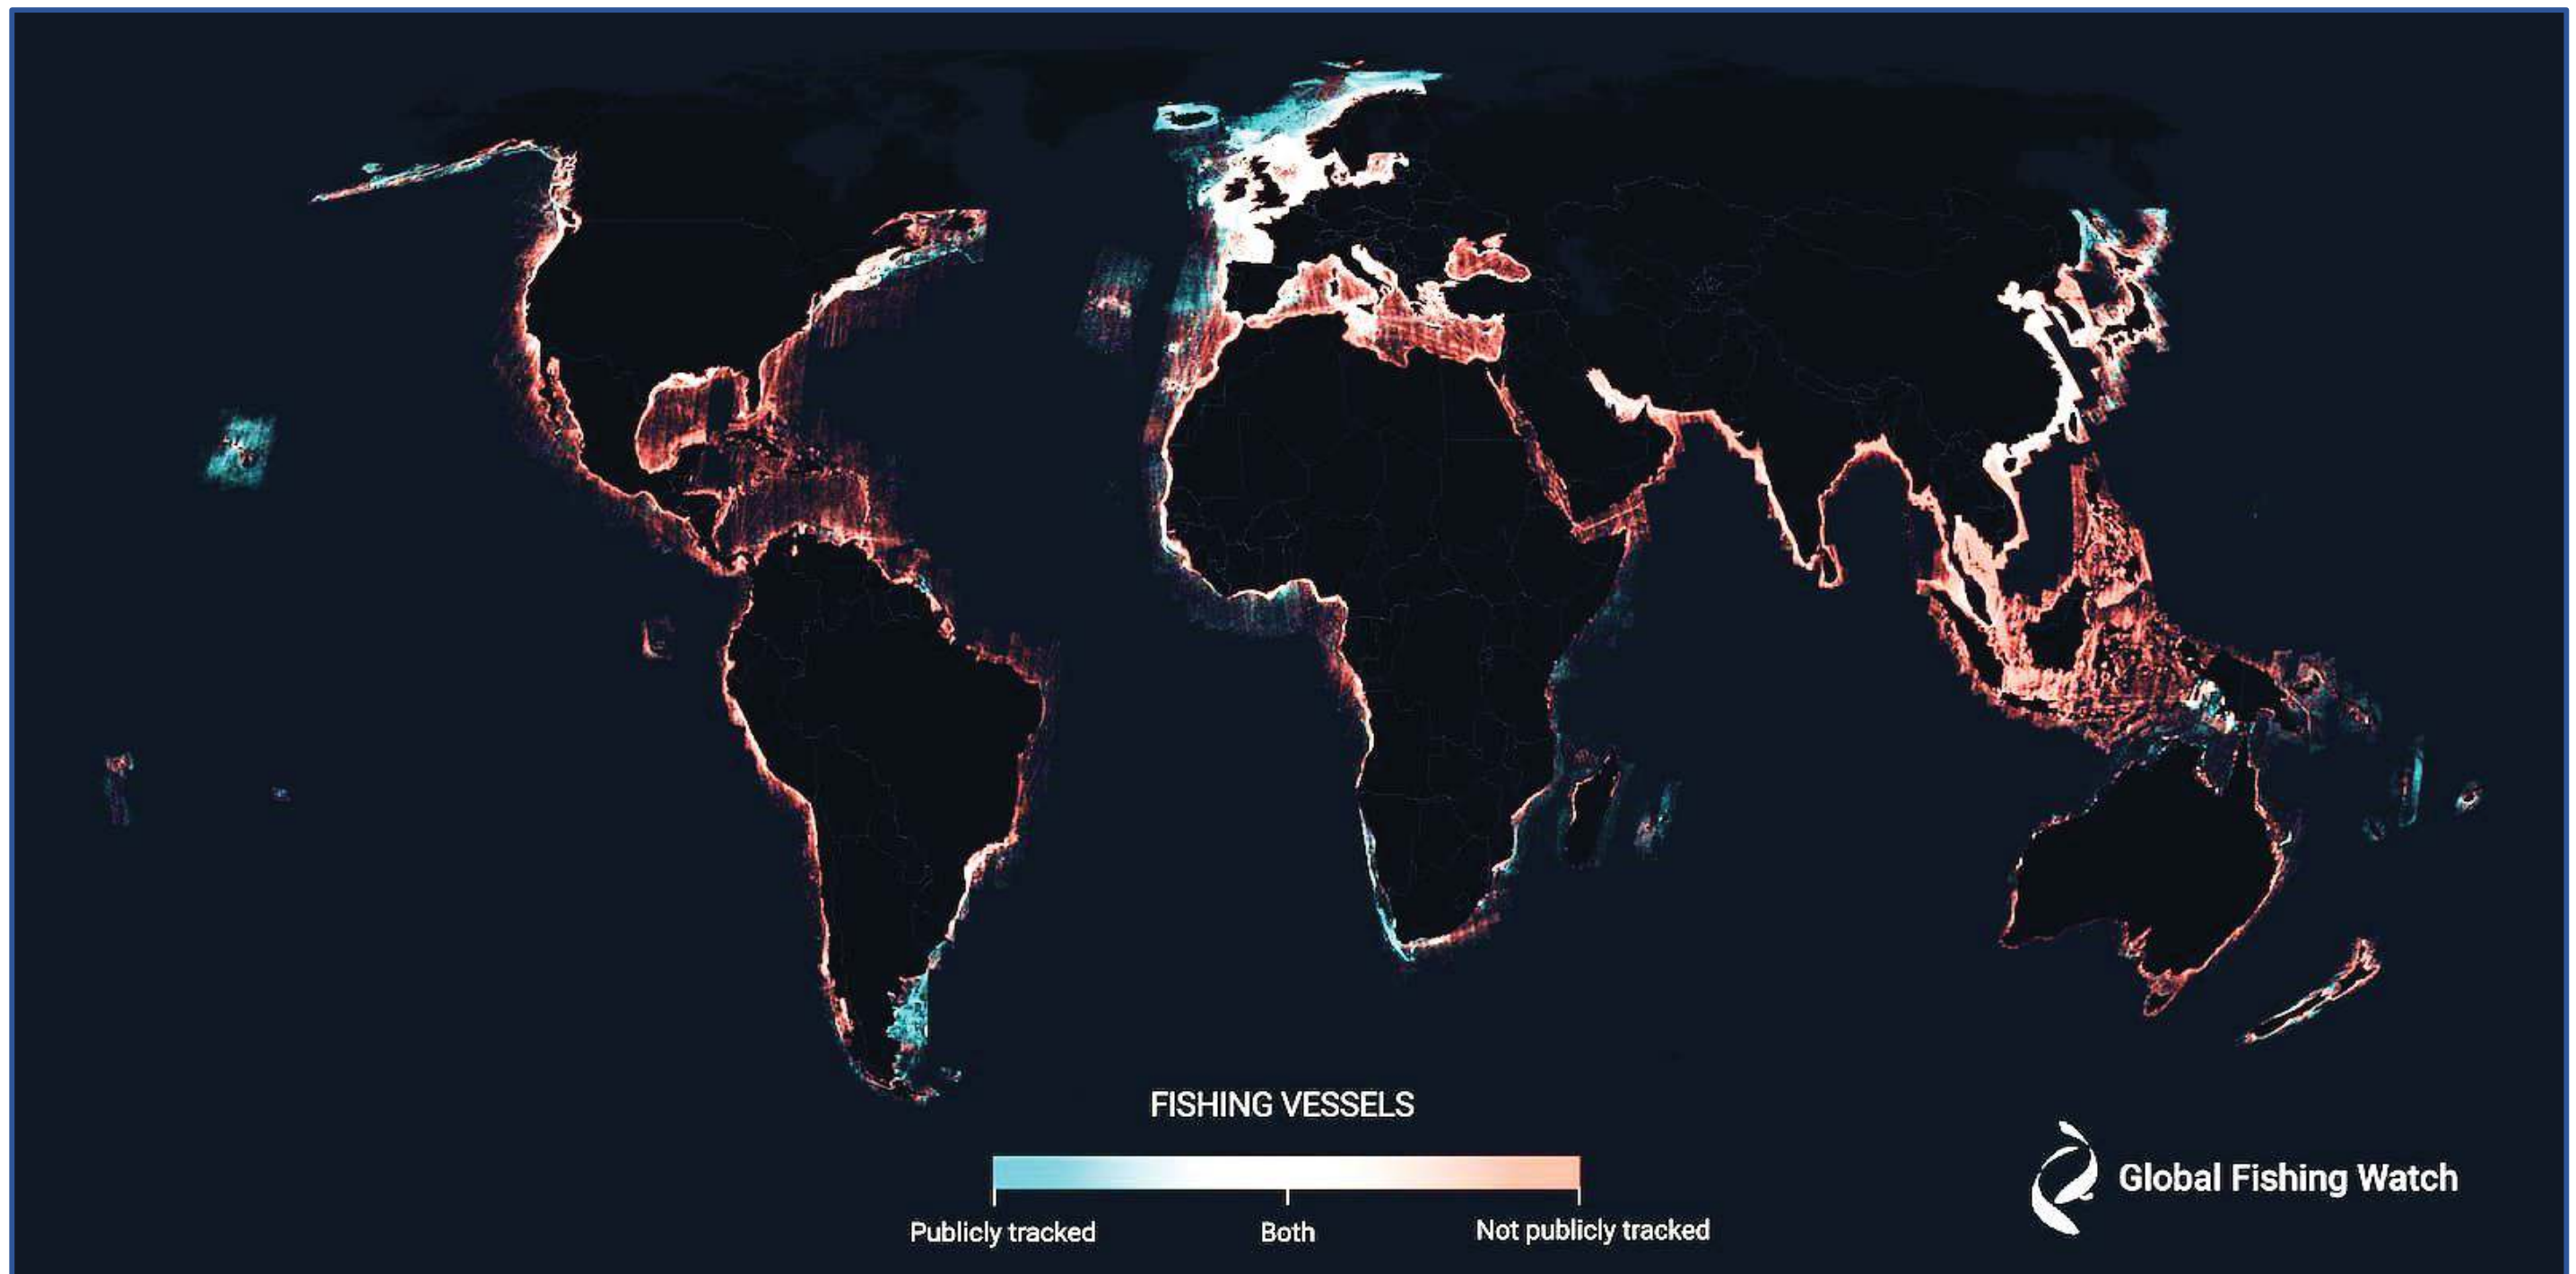 FISHING VESSELS
Publicly tracked
Both
Not publicly tracked
Global Fishing Watch